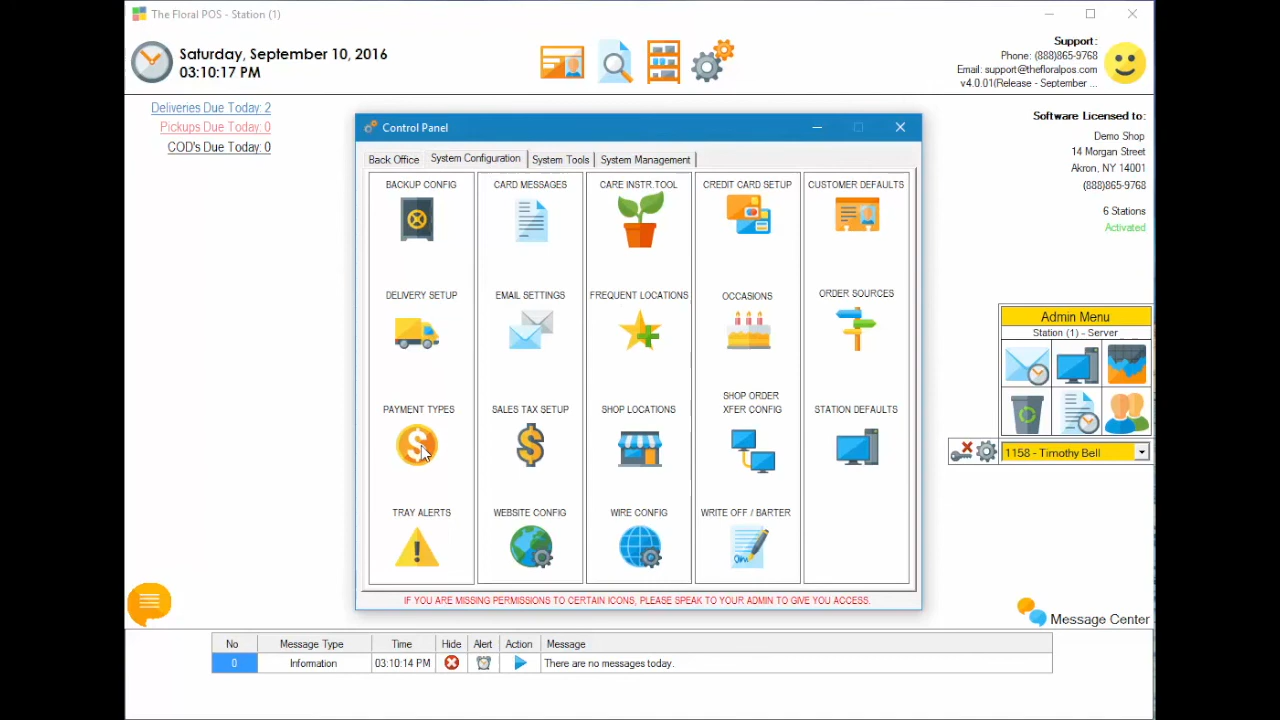 The Floral POS - Station (1)
Saturday, September 10, 2016
03:10:17 PM
Support:
Phone: (888)865-9768
Email: support@thefloralpos.com
v4.0.01(Release - September ...
Deliveries Due Today: 2
Pickups Due Today: 0
COD's Due Today: 0
Software Licensed to:
Demo Shop
14 Morgan Street
Akron, NY 14001
(888)865-9768
6 Stations
Activated
Control Panel
Back Office
System Configuration
System Tools
System Management
BACKUP CONFIG
CARD MESSAGES
CARE INSTR.TOOL
CREDIT CARD SETUP
CUSTOMER DEFAULTS
DELIVERY SETUP
EMAIL SETTINGS
FREQUENT LOCATIONS
OCCASIONS
ORDER SOURCES
PAYMENT TYPES
SALES TAX SETUP
SHOP LOCATIONS
SHOP ORDER
XFER CONFIG
STATION DEFAULTS
TRAY ALERTS
WEBSITE CONFIG
WIRE CONFIG
WRITE OFF / BARTER
IF YOU ARE MISSING PERMISSIONS TO CERTAIN ICONS, PLEASE SPEAK TO YOUR ADMIN TO GIVE YOU ACCESS.
Admin Menu
Station (1) - Server
1158 - Timothy Bell
Message Center
No Message Type Time Hide Alert Action Message
0 Information 03:10:14 PM There are no messages today.